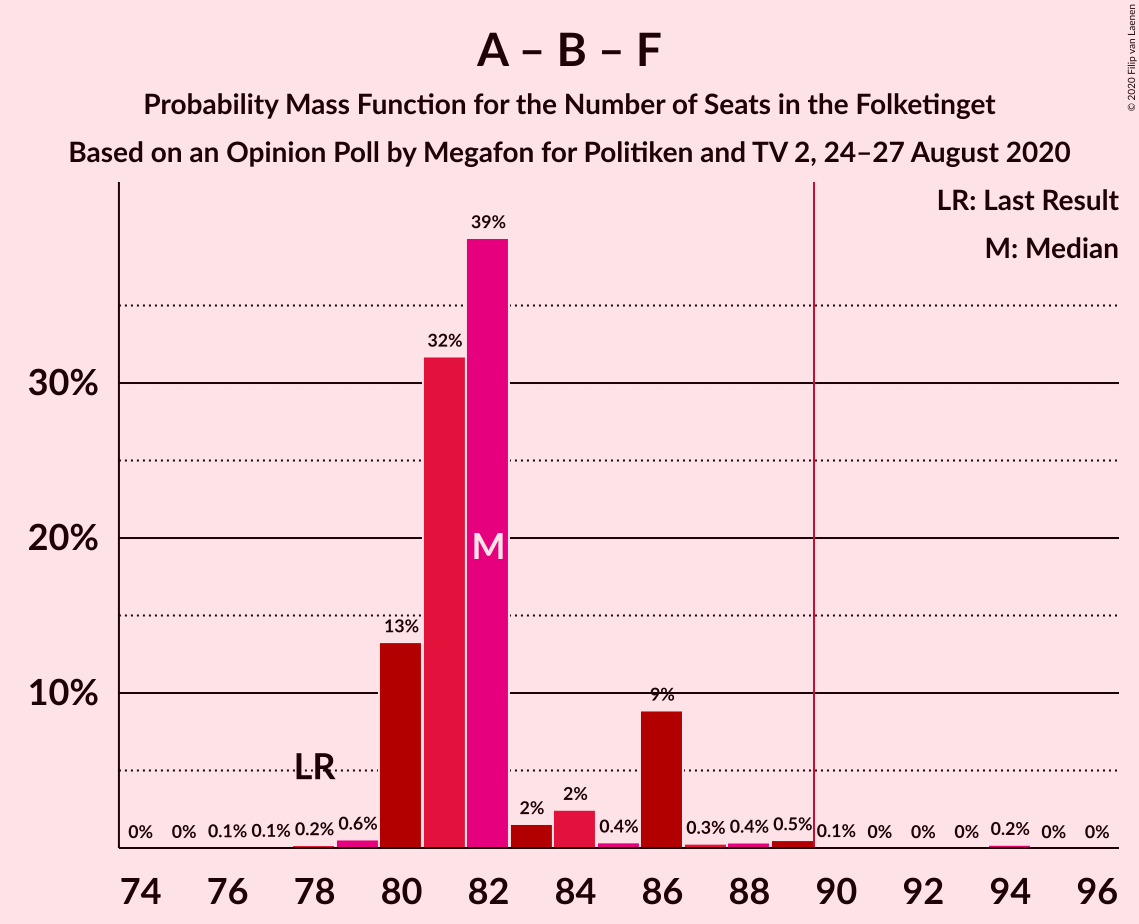 A – B – F
Probability Mass Function for the Number of Seats in the Folketinget
Based on an Opinion Poll by Megafon for Politiken and TV 2, 24–27 August 2020
© 2020 Filip van Laenen
LR: Last Result
M: Median
39%
32%
30%
20%
M
13%
10%
9%
LR
0% 0% 0.1% 0.1% 0.2% 0.6% 2% 2% 0.4% 0.3% 0.4% 0.5% 0.1% 0% 0% 0% 0.2% 0% 0%
74 76 78 80 82 84 86 88 90 92 94 96